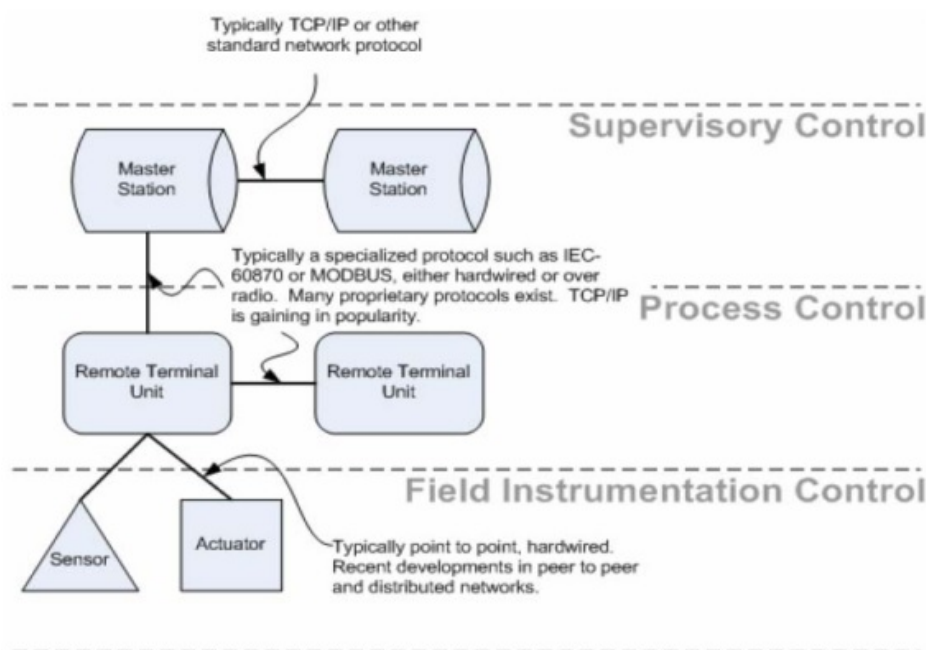 Typically TCP/IP or other
standard network protocol
Supervisory Control
Master
Station
Master
Station
Typically a specialized protocol such as IEC-
60870 or MODBUS, either hardwired or over
radio. Many proprietary protocols exist. TCP/IP
is gaining in popularity.
Process Control
Remote Terminal
Unit
Remote Terminal
Unit
Field Instrumentation Control
Sensor
Actuator
Typically point to point, hardwired.
Recent developments in peer to peer
and distributed networks.